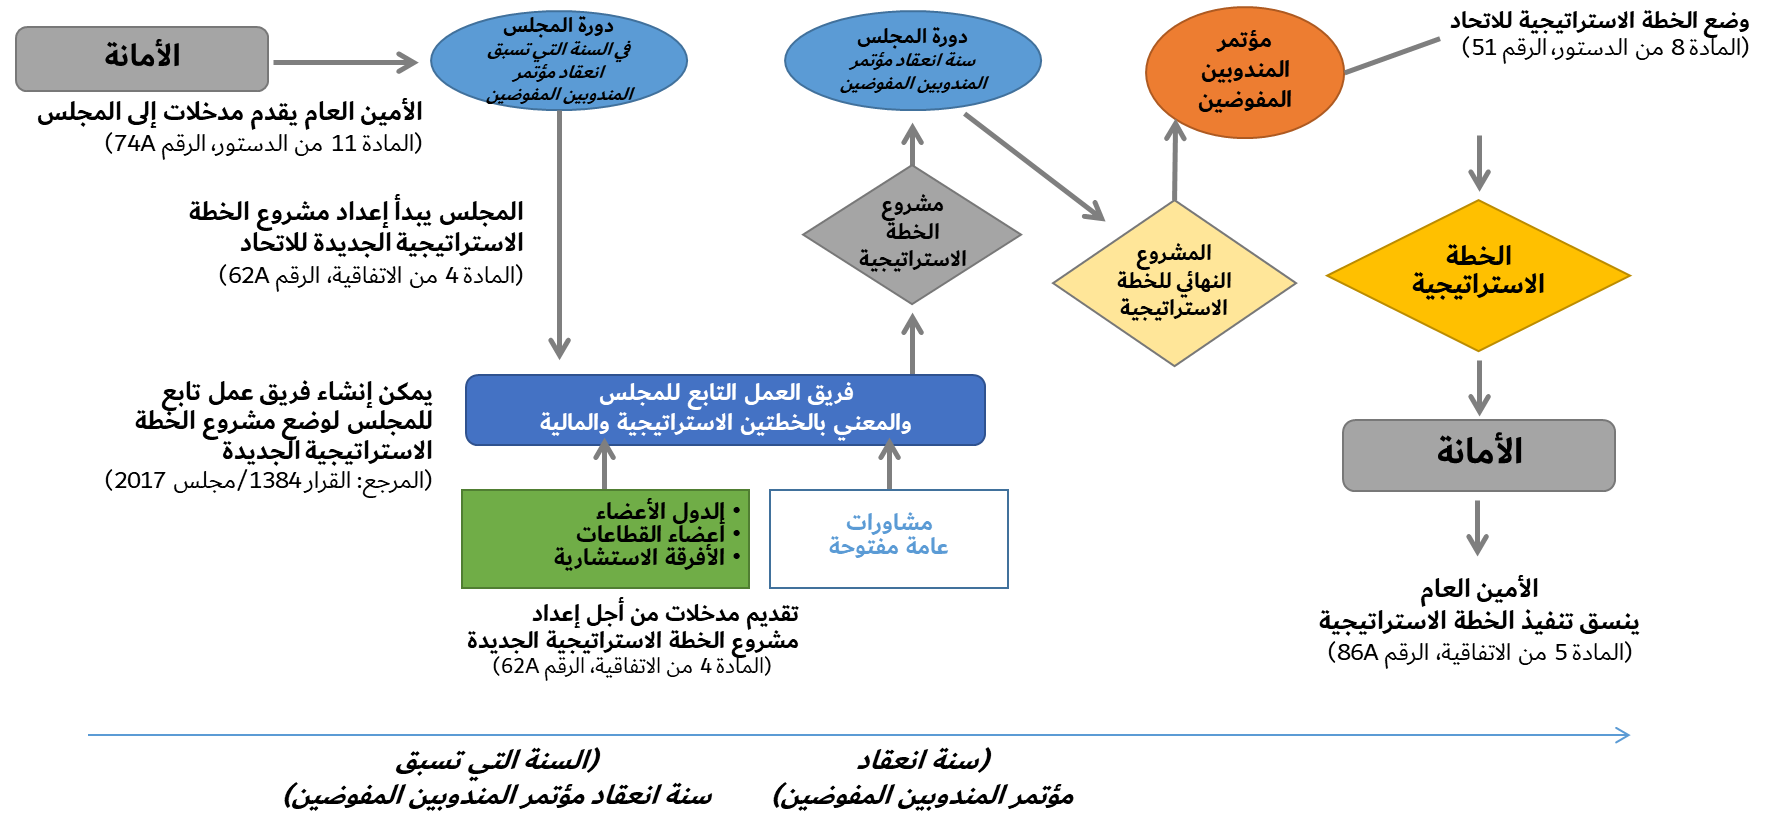 الأمانة
الأمين العام يقدم مدخلات إلى المجلس
(المادة 11 من الدستور، الرقم 74A)
دورة المجلس
في السنة التي تسبق
انعقاد مؤتمر
المندوبين المفوضين
المجلس يبدأ إعداد مشروع الخطة
الاستراتيجية الجديدة للاتحاد
(المادة 4 من الاتفاقية، الرقم 62A)
يمكن إنشاء فريق عمل تابع
للمجلس لوضع مشروع الخطة
الاستراتيجية الجديدة
(المرجع: القرار 1384/مجلس 2017)
فريق العمل التابع للمجلس
والمعني بالخطتين الاستراتيجية والمالية
• الدول الأعضاء
• أعضاء القطاعات
• الأفرقة الاستشارية
مشاورات
عامة مفتوحة
تقديم مدخلات من أجل إعداد
مشروع الخطة الاستراتيجية الجديدة
(المادة 4 من الاتفاقية، الرقم 62A)
مشروع
الخطة
الاستراتيجية
دورة المجلس
سنة انعقاد مؤتمر
المندوبين المفوضين
المشروع
النهائي للخطة
الاستراتيجية
مؤتمر
المندوبين
المفوضين
وضع الخطة الاستراتيجية للاتحاد
(المادة 8 من الدستور، الرقم 51)
الخطة
الاستراتيجية
الأمانة
الأمين العام
ينسق تنفيذ الخطة الاستراتيجية
(المادة 5 من الاتفاقية، الرقم 86A)
(السنة التي تسبق
سنة انعقاد مؤتمر المندوبين المفوضين)
(سنة انعقاد
مؤتمر المندوبين المفوضين)